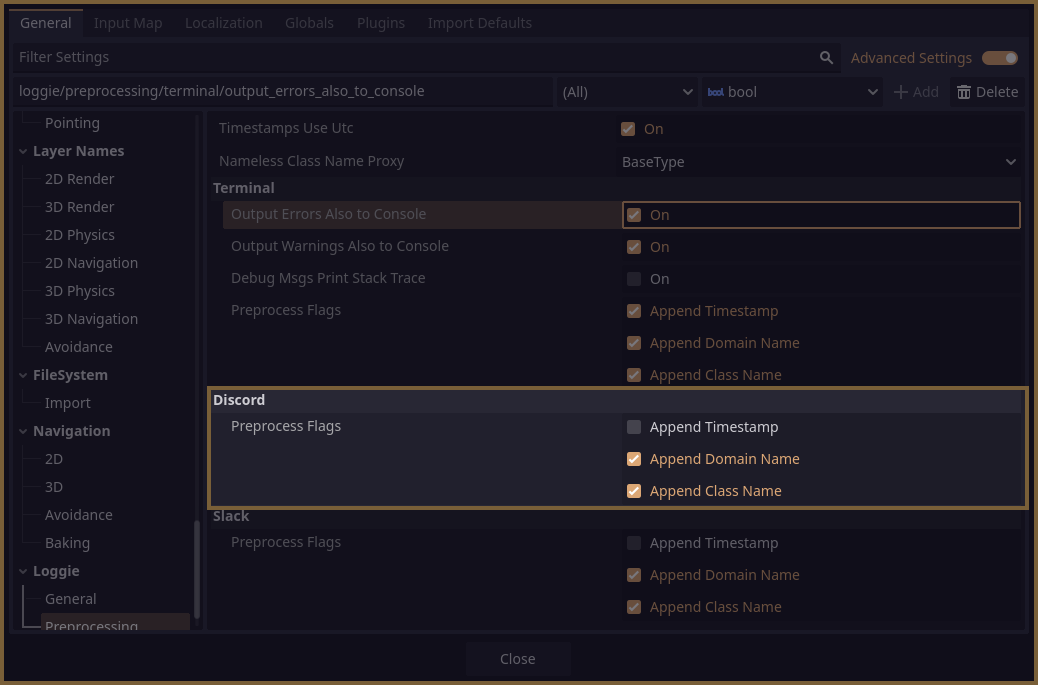 General Input Map Localization Globals Plugins Import Defaults
Filter Settings Advanced Settings
loggie/preprocessing/terminal/output_errors_also_to_console (All) bool bool Add Delete
Pointing
Layer Names
2D Render
3D Render
2D Physics
2D Navigation
3D Physics
3D Navigation
Avoidance
FileSystem
Import
Navigation
2D
3D
Avoidance
Baking
Loggie
General
Preprocessing
Timestamps Use Utc On
Nameless Class Name Proxy BaseType
Terminal
Output Errors Also to Console On
Output Warnings Also to Console On
Debug Msgs Print Stack Trace On
Preprocess Flags Append Timestamp
Append Domain Name
Append Class Name
Discord
Preprocess Flags Append Timestamp
Append Domain Name
Append Class Name
Slack
Preprocess Flags Append Timestamp
Append Domain Name
Append Class Name
Close